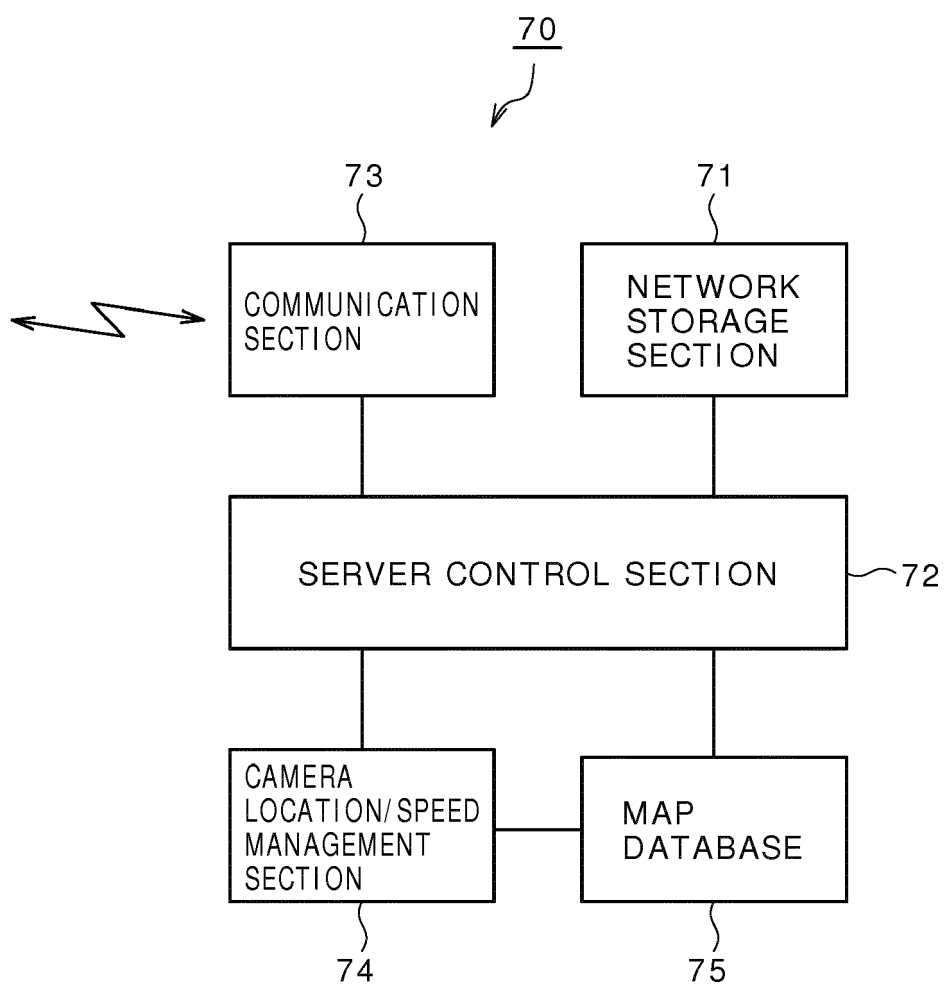 70
73
71
COMMUNICATION
SECTION
NETWORK
STORAGE
SECTION
SERVER CONTROL SECTION
72
CAMERA
LOCATION/SPEED
MANAGEMENT
SECTION
MAP
DATABASE
74
75